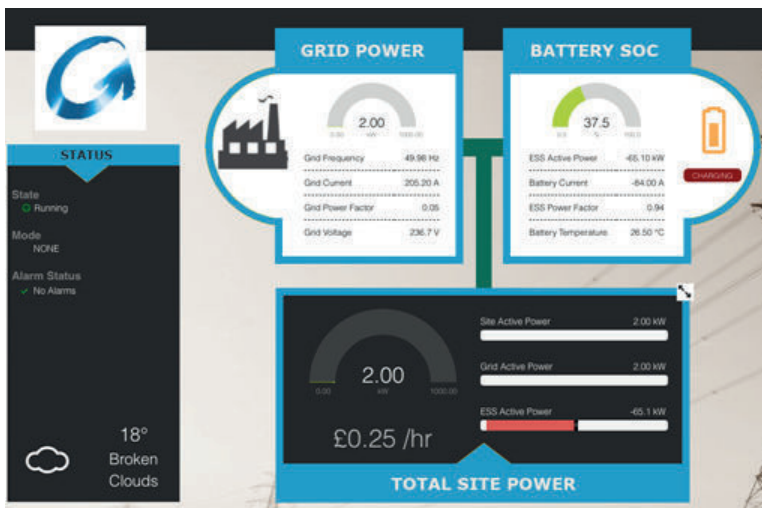 GRID POWER
2.00
0.00 kW 1000.00
Grid Frequency 49.98 Hz
Grid Current 205.20 A
Grid Power Factor 0.05
Grid Voltage 236.7 V
BATTERY SOC
37.5
0.0 % 100.0
ESS Active Power -65.10 kW
Battery Current -84.00 A
ESS Power Factor 0.94
Battery Temperature 26.50 °C
CHARGING
STATUS
State
Running
Mode
NONE
Alarm Status
No Alarms
18°
Broken
Clouds
2.00
0.00 kW 1000.00
£0.25 /hr
Site Active Power 2.00 kW
Grid Active Power 2.00 kW
ESS Active Power -65.1 kW
TOTAL SITE POWER